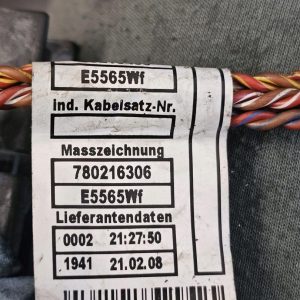 E5565Wf
ind. Kabelsatz-Nr.
Masszeichnung
780216306
E5565Wf
Lieferantendaten
0002 21:27:50
1941 21.02.08